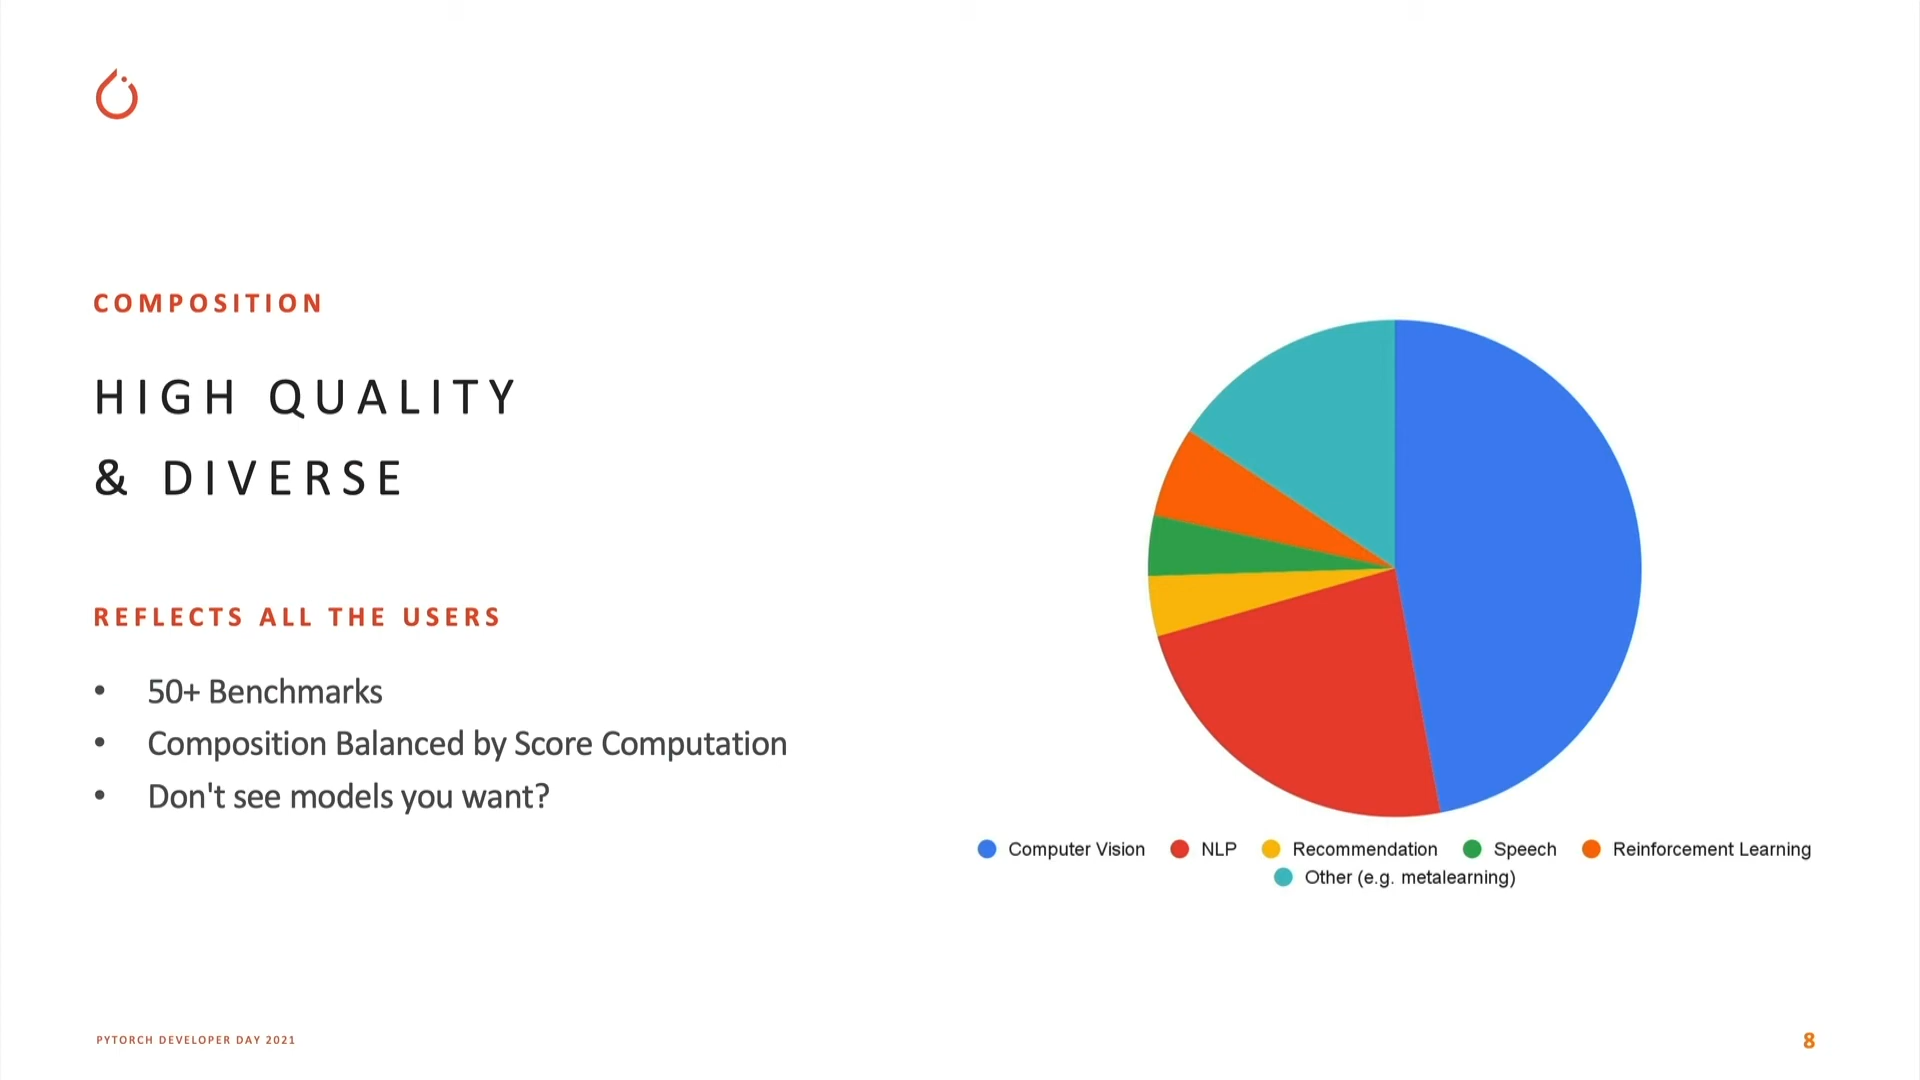 COMPOSITION
HIGH QUALITY
& DIVERSE
REFLECTS ALL THE USERS
• 50+ Benchmarks
• Composition Balanced by Score Computation
• Don't see models you want?
Computer Vision NLP Recommendation Speech Reinforcement Learning
Other (e.g. metalearning)
PYTORCH DEVELOPER DAY 2021
8